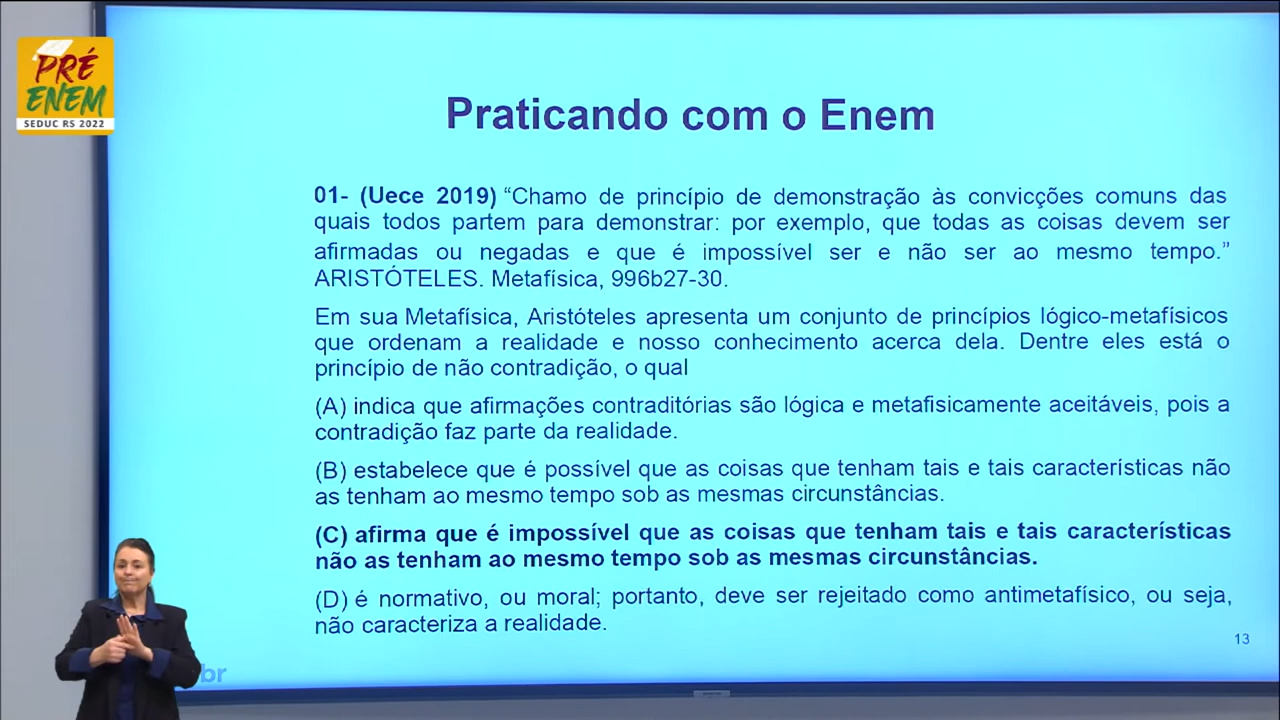 PRÉ
ENEM
SEDUC RS 2022
Praticando com o Enem
01- (Uece 2019) “Chamo de princípio de demonstração às convicções comuns das
quais todos partem para demonstrar: por exemplo, que todas as coisas devem ser
afirmadas ou negadas e que é impossível ser e não ser ao mesmo tempo.”
ARISTÓTELES. Metafísica, 996b27-30.
Em sua Metafísica, Aristóteles apresenta um conjunto de princípios lógico-metafísicos
que ordenam a realidade e nosso conhecimento acerca dela. Dentre eles está o
princípio de não contradição, o qual
(A) indica que afirmações contraditórias são lógica e metafisicamente aceitáveis, pois a
contradição faz parte da realidade.
(B) estabelece que é possível que as coisas que tenham tais e tais características não
as tenham ao mesmo tempo sob as mesmas circunstâncias.
(C) afirma que é impossível que as coisas que tenham tais e tais características
não as tenham ao mesmo tempo sob as mesmas circunstâncias.
(D) é normativo, ou moral; portanto, deve ser rejeitado como antimetafísico, ou seja,
não caracteriza a realidade.
13
br